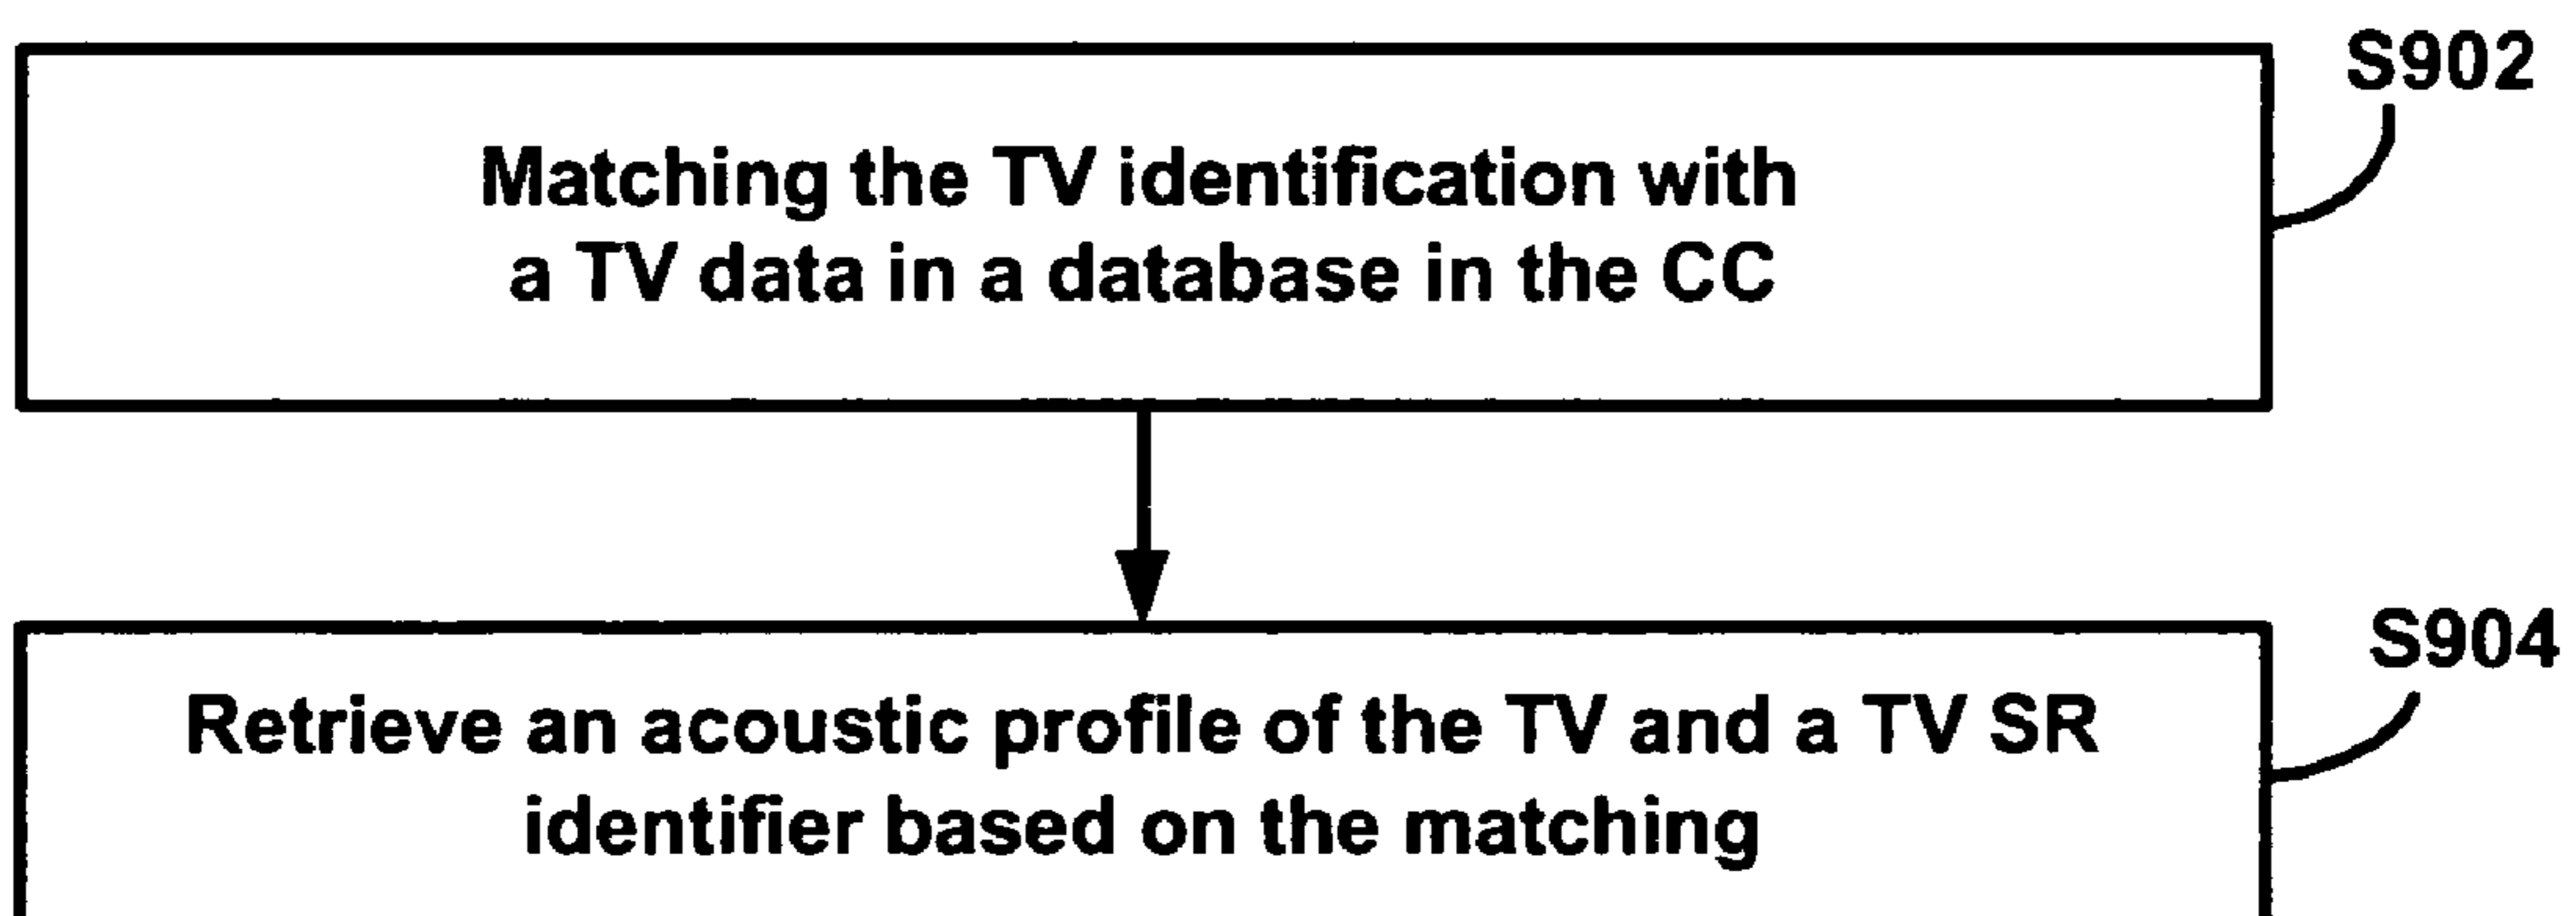 S902
Matching the TV identification with
a TV data in a database in the CC
S904
Retrieve an acoustic profile of the TV and a TV SR
identifier based on the matching